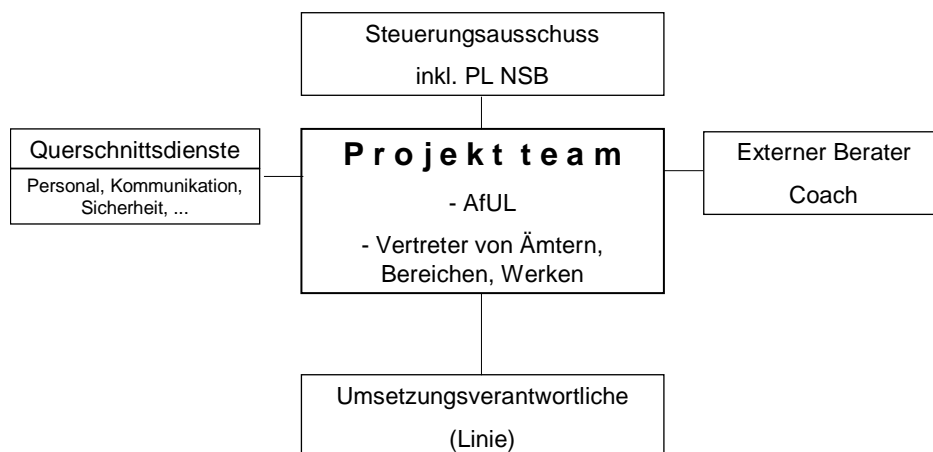 Steuerungsausschuss
inkl. PL NSB
Querschnittsdienste
Personal, Kommunikation,
Sicherheit, ...
Projektteam
- AfUL
- Vertreter von Ämtern,
Bereichen, Werken
Externer Berater
Coach
Umsetzungsverantwortliche
(Linie)